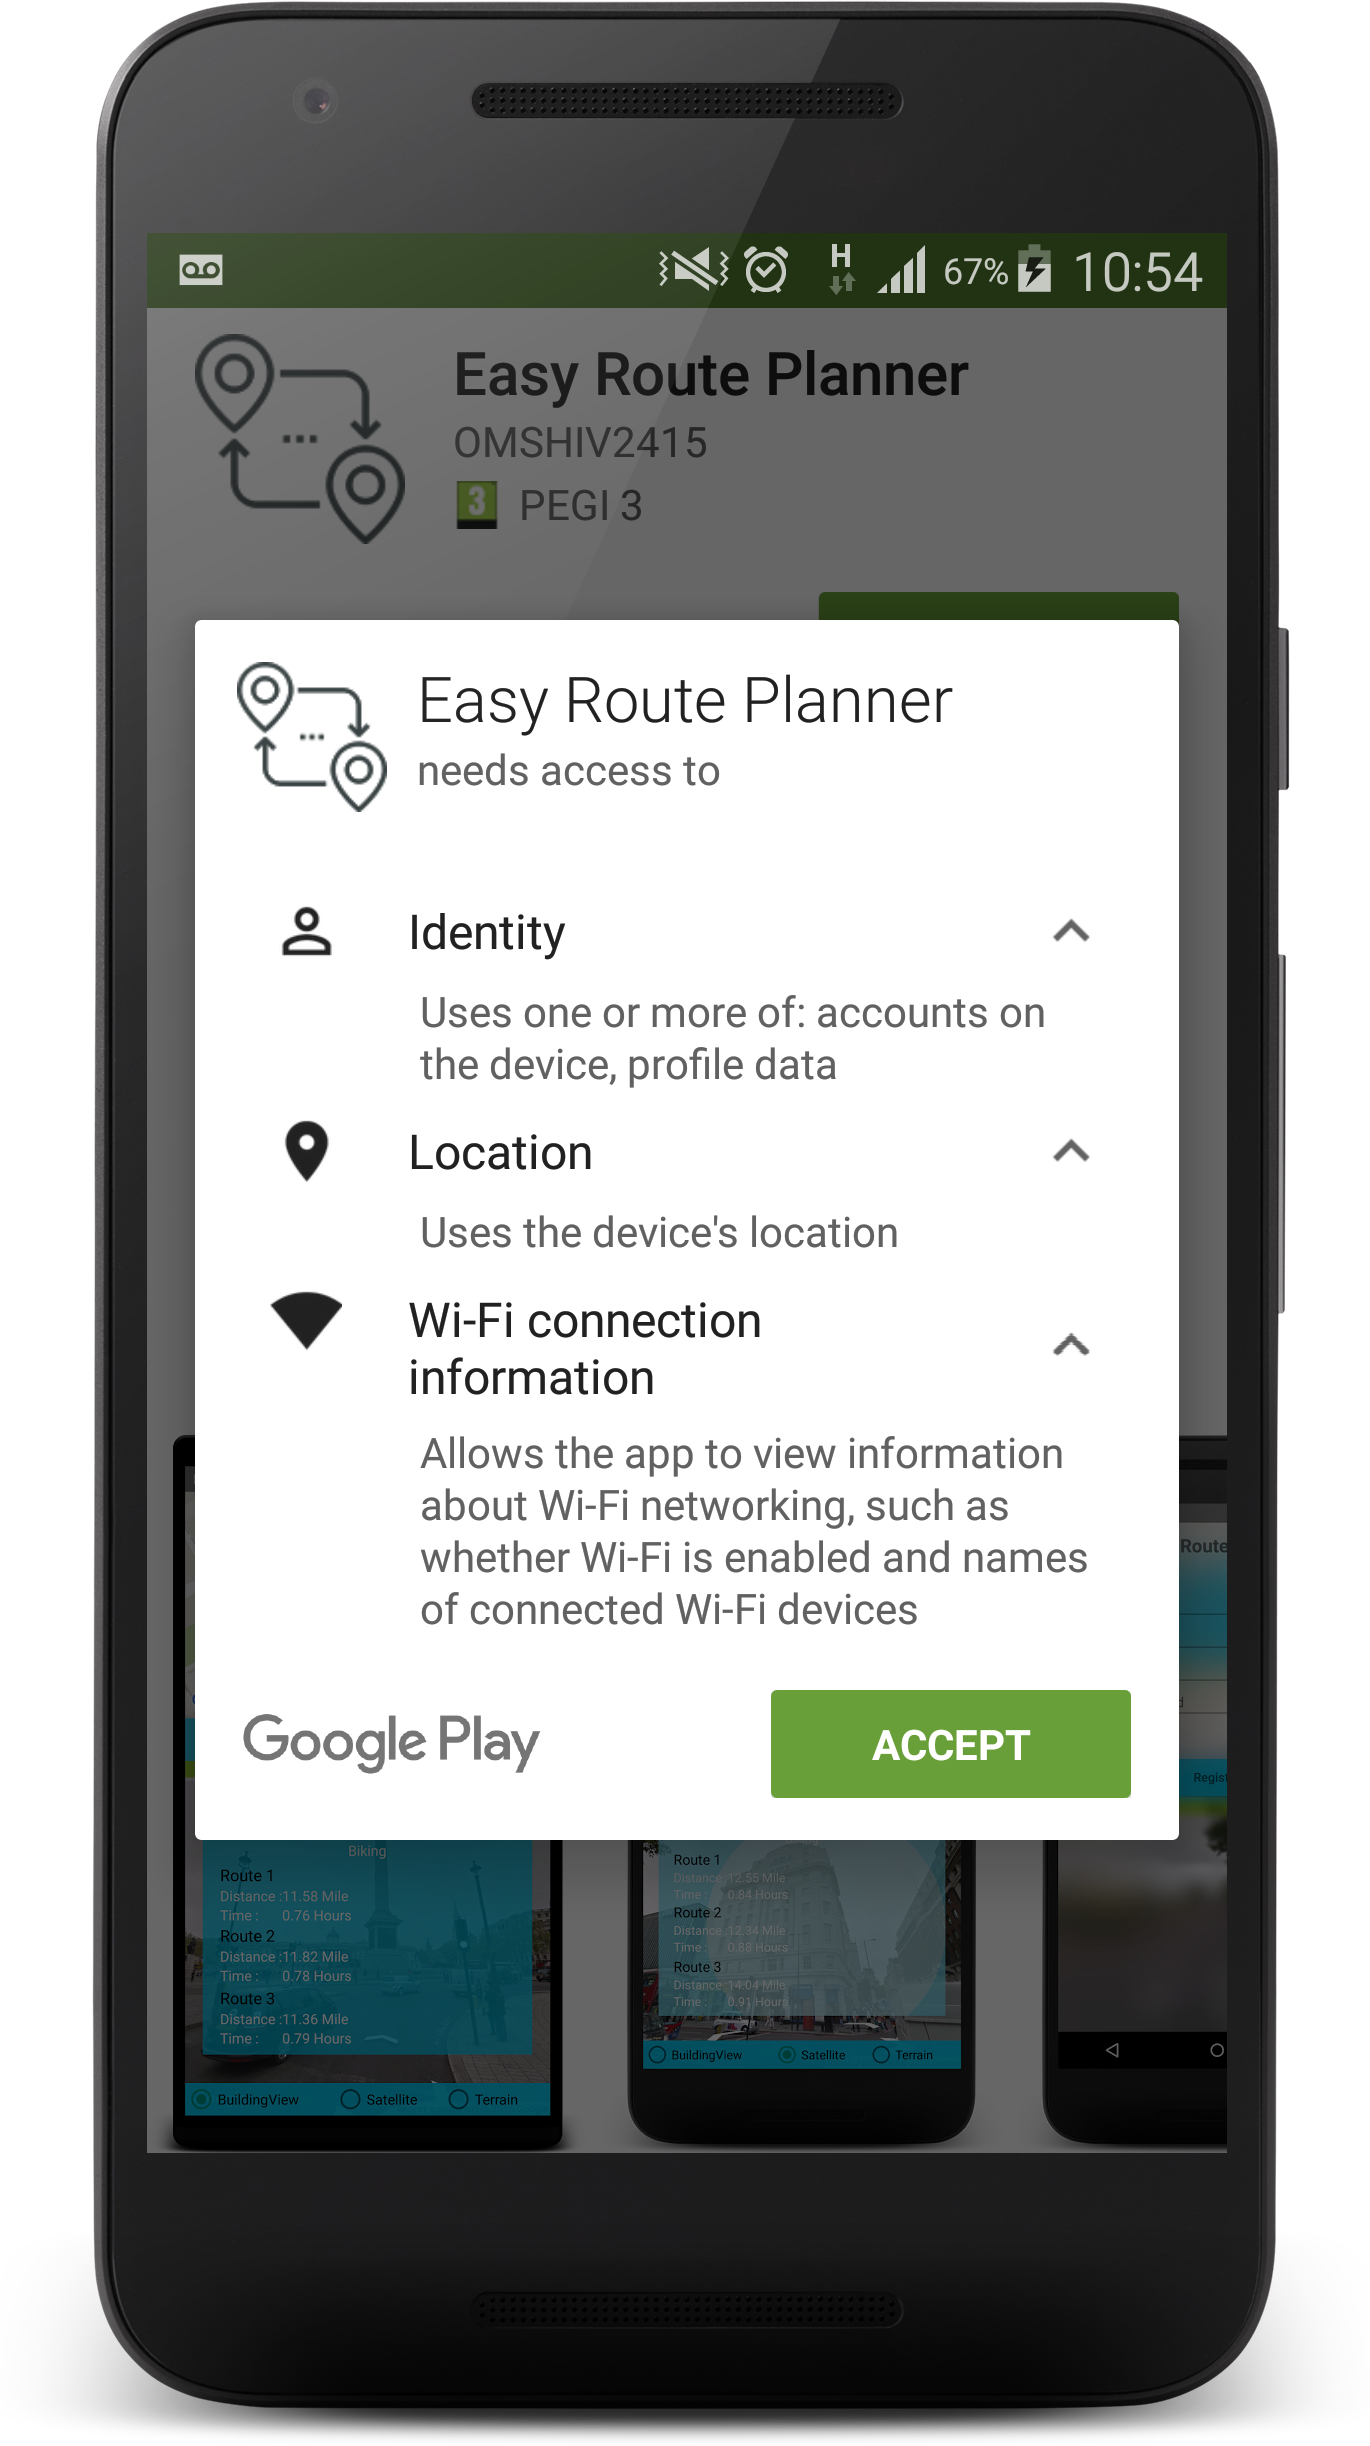 H
67%
10:54
Easy Route Planner
OMSHIV2415
3 PEGI 3
Easy Route Planner
needs access to
Identity
Uses one or more of: accounts on
the device, profile data
Location
Uses the device's location
Wi-Fi connection
information
Allows the app to view information
about Wi-Fi networking, such as
whether Wi-Fi is enabled and names
of connected Wi-Fi devices
Google Play
ACCEPT
Biking
Route 1
Distance :11.58 Mile
Time : 0.76 Hours
Route 2
Distance :11.82 Mile
Time : 0.78 Hours
Route 3
Distance :11.36 Mile
Time : 0.79 Hours
BuildingView Satellite Terrain
Route 1
Distance :12.55 Mile
Time : 0.84 Hours
Route 2
Distance :12.34 Mile
Time : 0.88 Hours
Route 3
Distance :14.04 Mile
Time : 0.91 Hours
BuildingView Satellite Terrain
Route
d
Regist